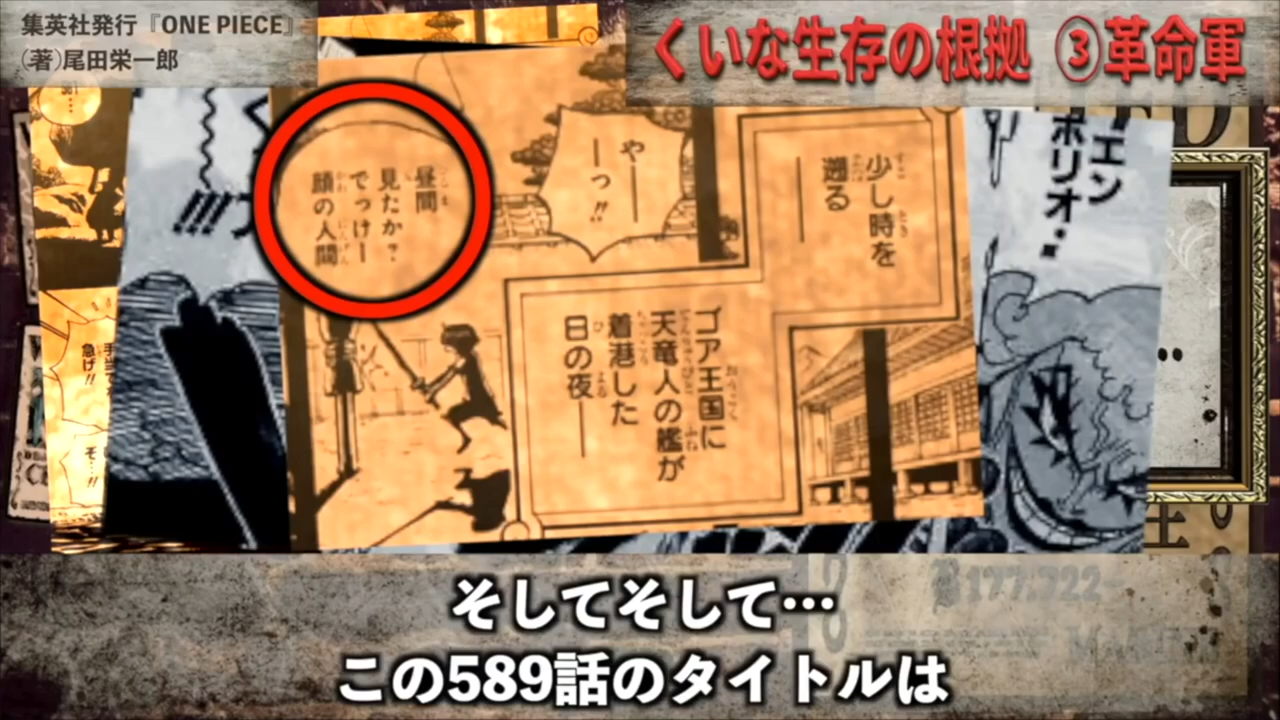 集英社発行『ONE PIECE』
(著)尾田栄一郎
くいな生存の根拠 ③革命軍
エン
ポリオ‥
少し時を
遡る
──
やー
ーっ!!
昼間
見たか?
でっけー
顔の人間
ゴア王国に
天竜人の艦が
着港した
日の夜──
急げ!!
そ…!!
そしてそして…
この589話のタイトルは